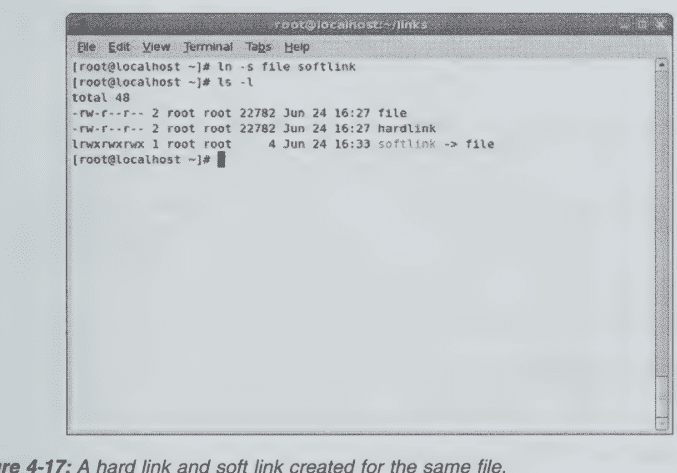 root@localhost:~/links
File Edit View Terminal Tabs Help
[root@localhost ~]# ln -s file softlink
[root@localhost ~]# ls -l
total 48
-rw-r--r-- 2 root root 22782 Jun 24 16:27 file
-rw-r--r-- 2 root root 22782 Jun 24 16:27 hardlink
lrwxrwxrwx 1 root root 4 Jun 24 16:33 softlink -> file
[root@localhost ~]#
re 4-17: A hard link and soft link created for the same file.